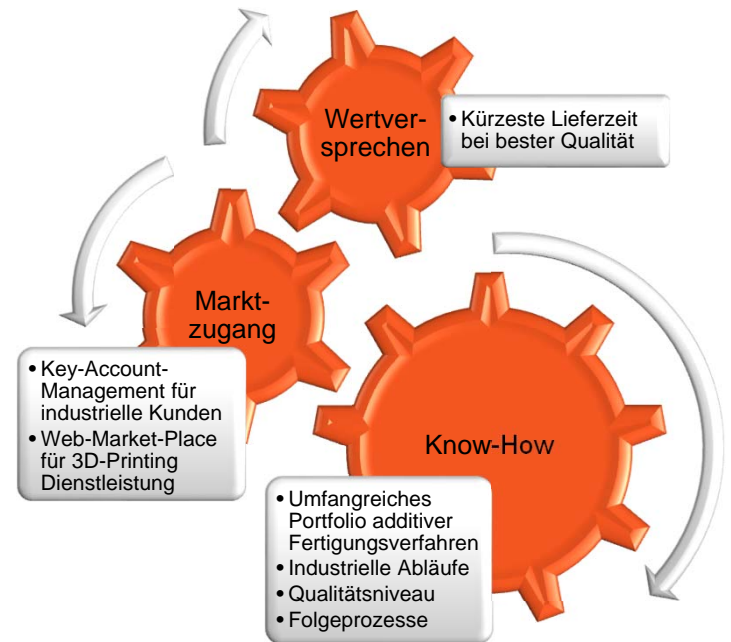 Wertver-
sprechen
• Kürzeste Lieferzeit
bei bester Qualität
Markt-
zugang
• Key-Account-
Management für
industrielle Kunden
• Web-Market-Place
für 3D-Printing
Dienstleistung
Know-How
• Umfangreiches
Portfolio additiver
Fertigungsverfahren
• Industrielle Abläufe
• Qualitätsniveau
• Folgeprozesse